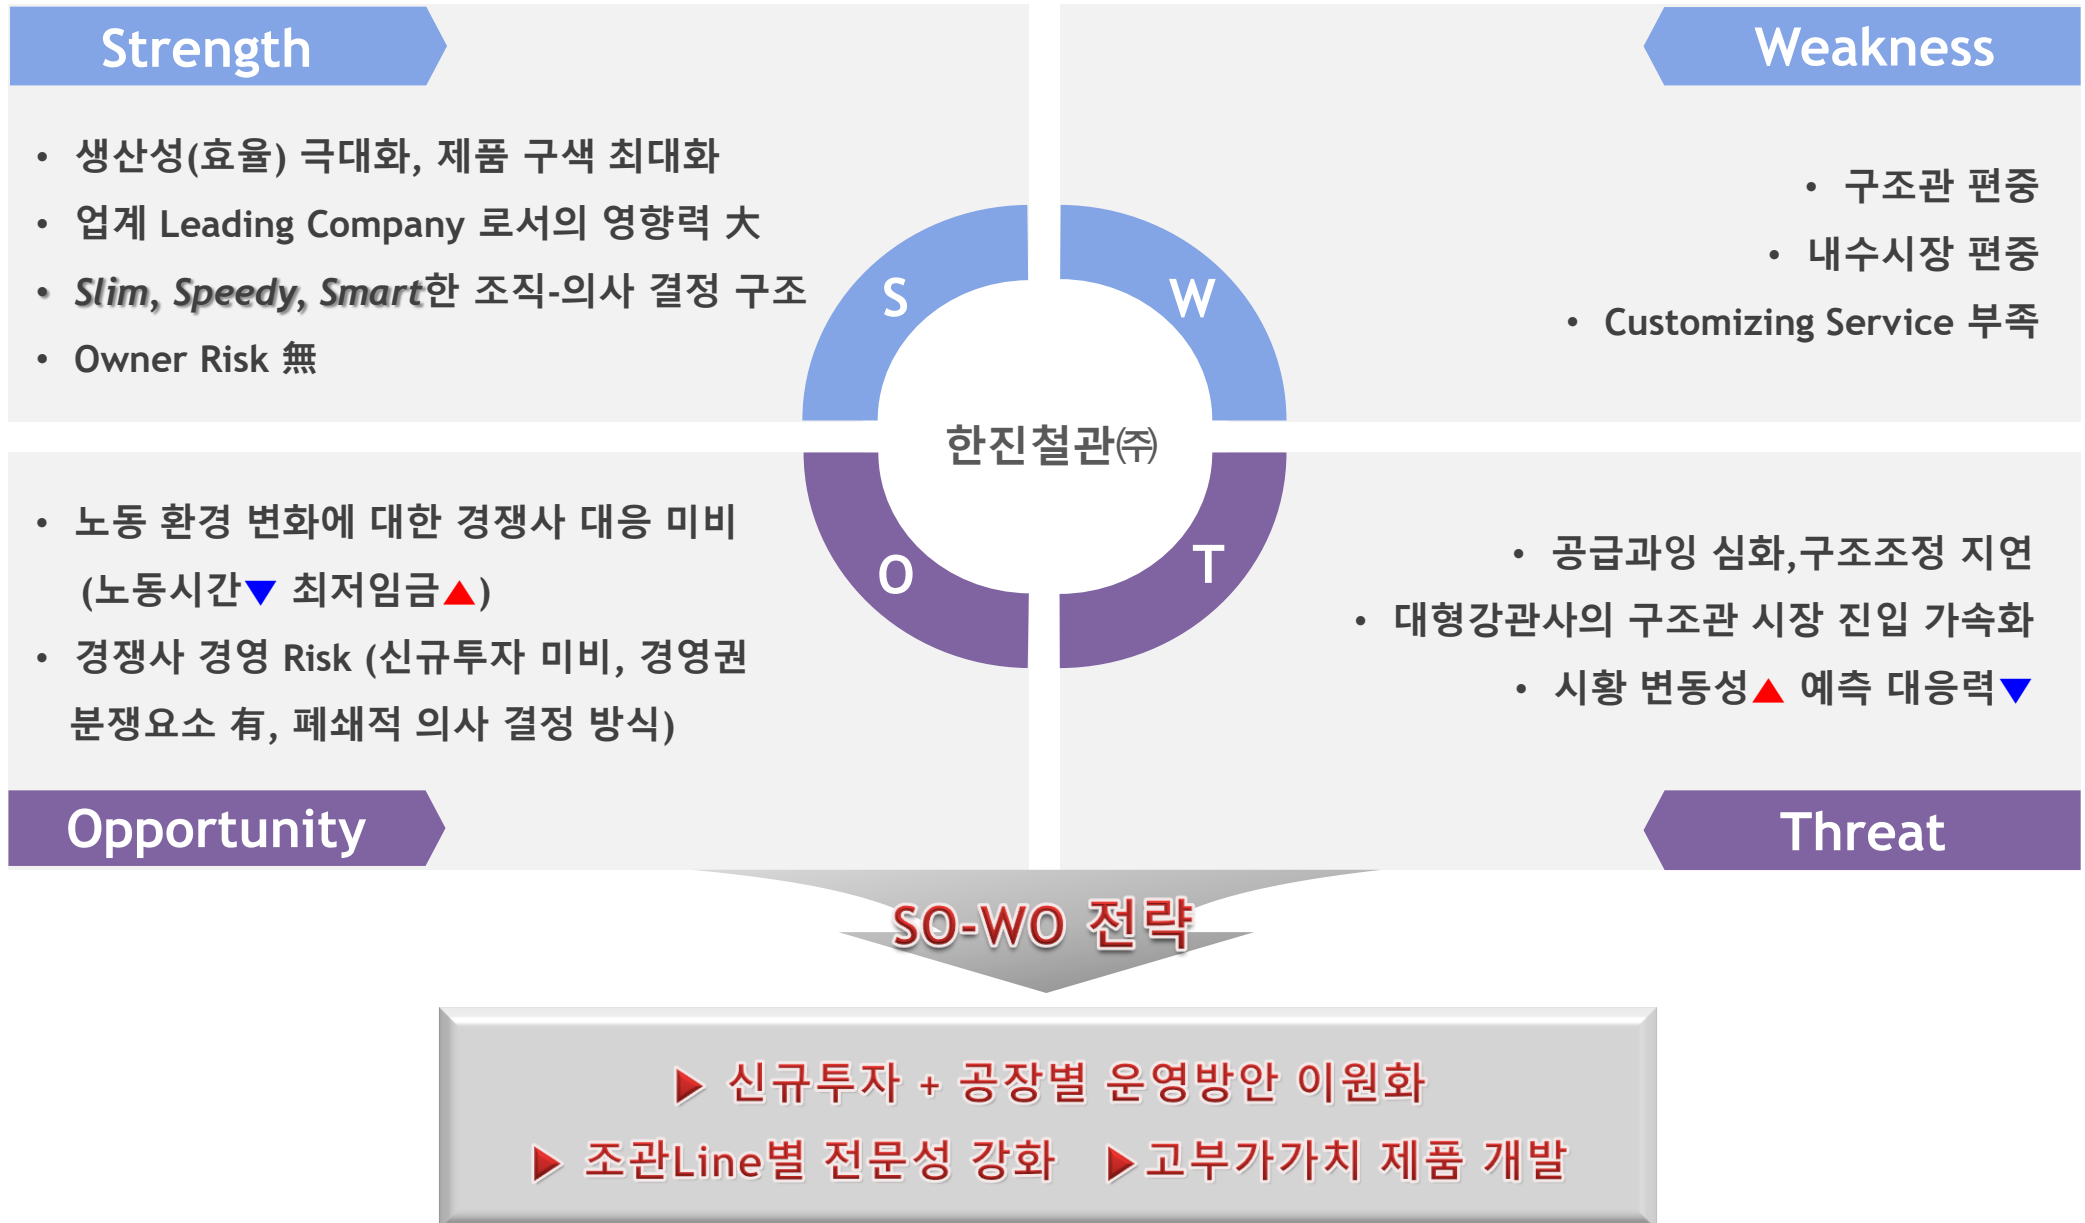 Strength
• 생산성(효율) 극대화, 제품 구색 최대화
• 업계 Leading Company 로서의 영향력 大
• Slim, Speedy, Smart한 조직-의사 결정 구조
• Owner Risk 無
Weakness
• 구조관 편중
• 내수시장 편중
• Customizing Service 부족
S
W
한진철관㈜
O
T
• 노동 환경 변화에 대한 경쟁사 대응 미비
(노동시간▼ 최저임금▲)
• 경쟁사 경영 Risk (신규투자 미비, 경영권
분쟁요소 有, 폐쇄적 의사 결정 방식)
Opportunity
• 공급과잉 심화,구조조정 지연
• 대형강관사의 구조관 시장 진입 가속화
• 시황 변동성▲ 예측 대응력▼
Threat
SO-WO 전략
▶ 신규투자 + 공장별 운영방안 이원화
▶ 조관Line별 전문성 강화 ▶고부가가치 제품 개발